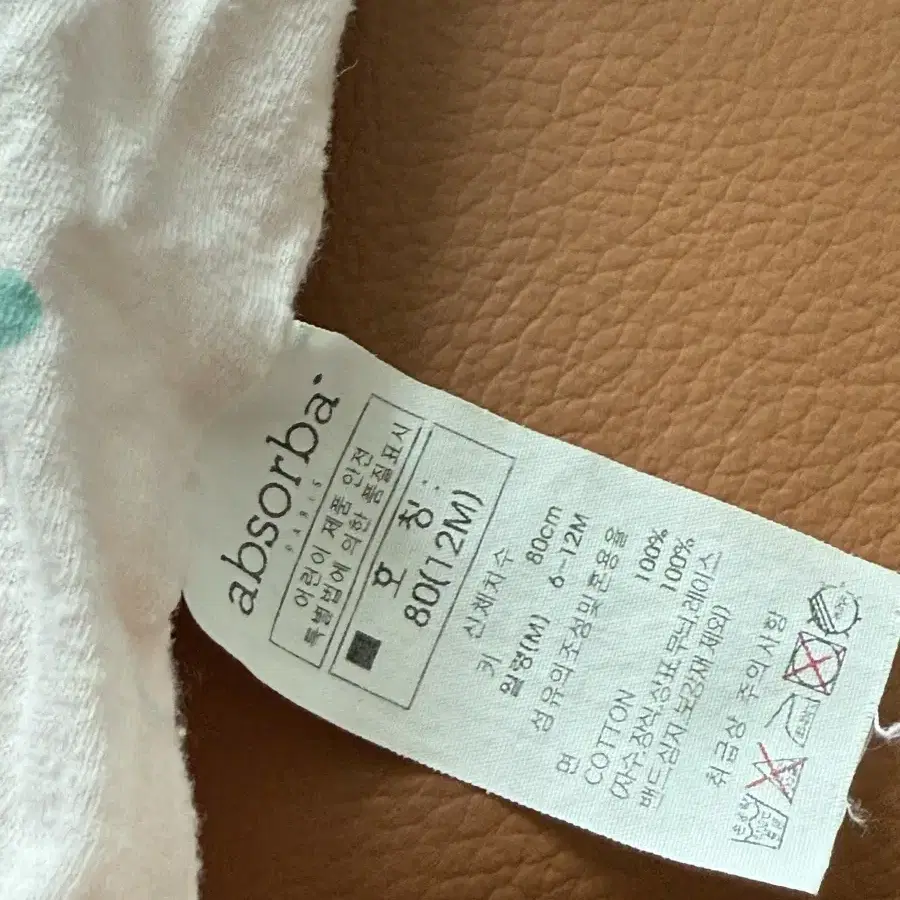 absorba
PARIS
어린이 제품 안전
특별법에 의한 품질표시
■ 호 칭 :
80(12M)
신체치수
키 80cm
월령(M) 6-12M
섬유의조성및혼용율
면 100%
COTTON 100%
(자수,장식,상표,무늬,레이스
밴드,심지,보강재 제외)
취급상 주의사항